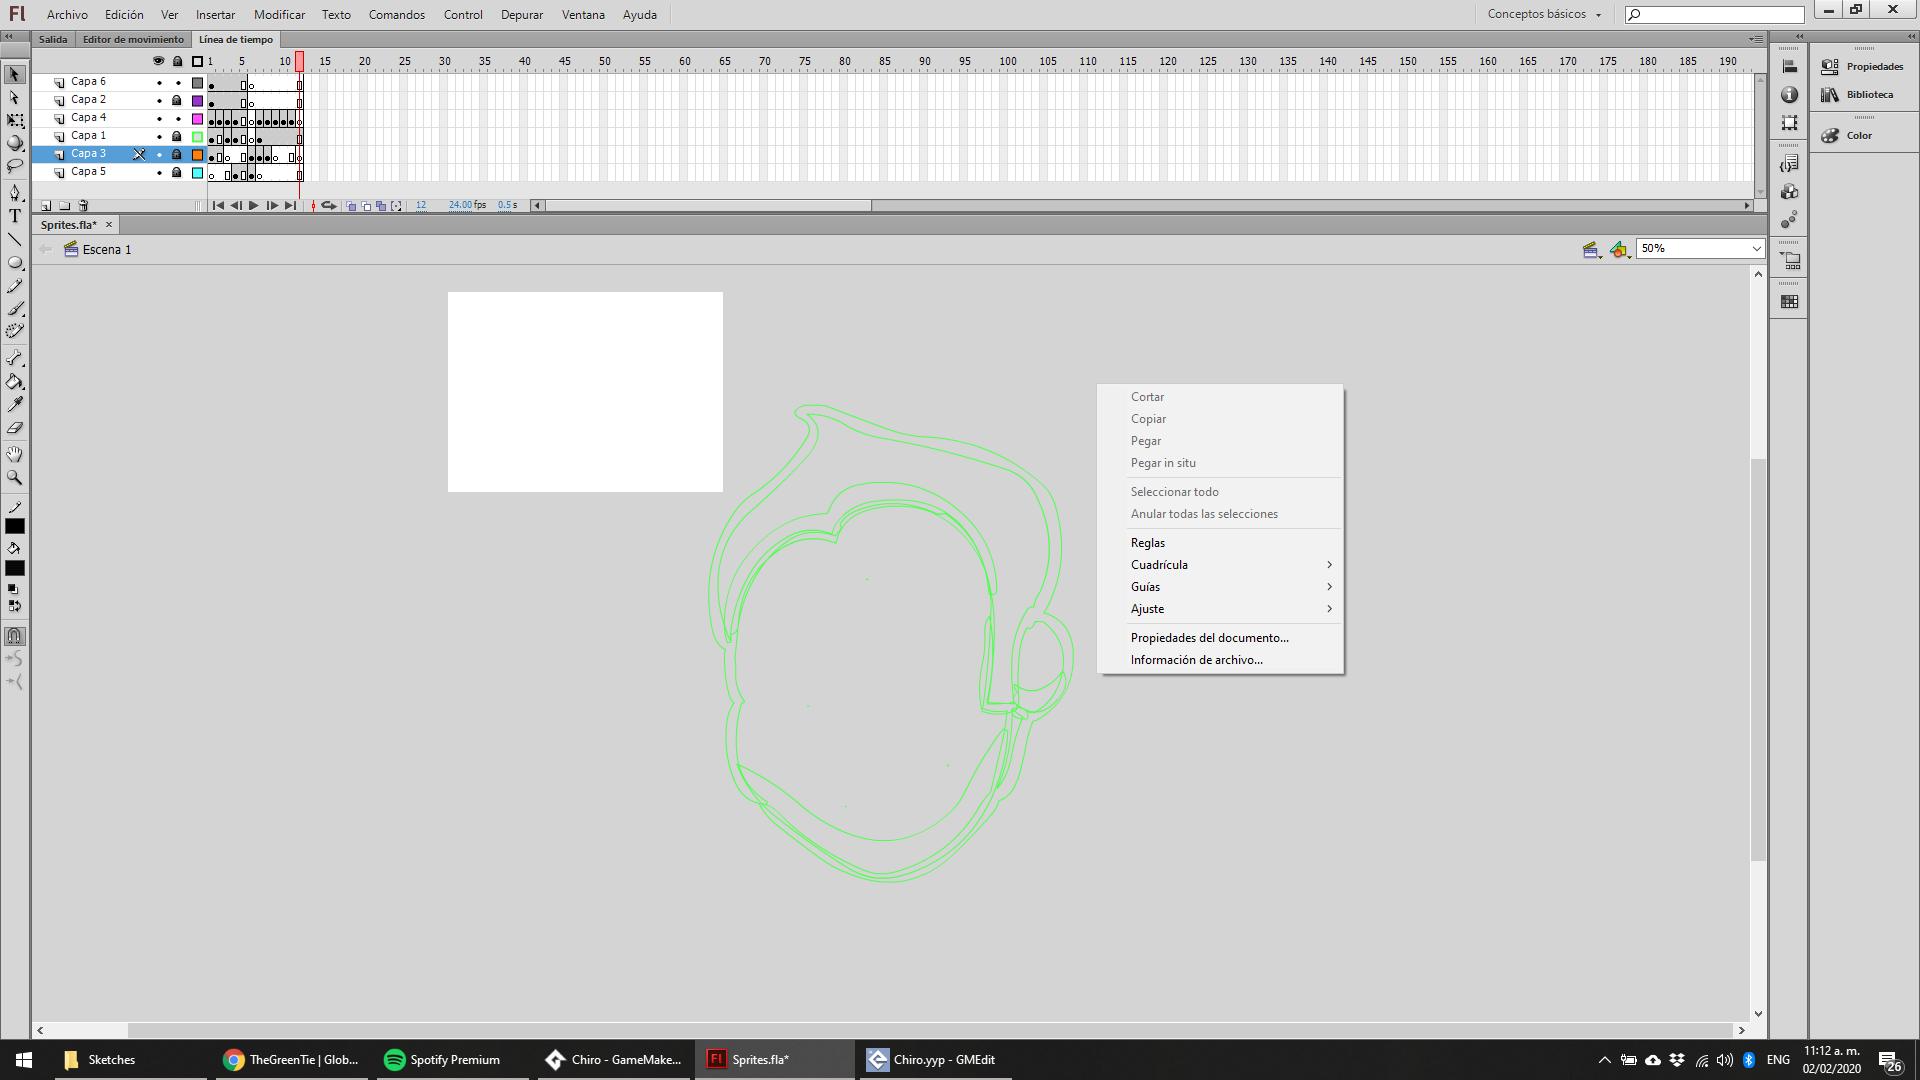 Fl Archivo Edición Ver Insertar Modificar Texto Comandos Control Depurar Ventana Ayuda Conceptos básicos
Salida Editor de movimiento Línea de tiempo
1 5 10 15 20 25 30 35 40 45 50 55 60 65 70 75 80 85 90 95 100 105 110 115 120 125 130 135 140 145 150 155 160 165 170 175 180 185 190
Capa 6
Capa 2
Capa 4
Capa 1
Capa 3
Capa 5
12 24.00 fps 0.5 s
Propiedades
Biblioteca
Color
Sprites.fla*
Escena 1
50%
Cortar
Copiar
Pegar
Pegar in situ
Seleccionar todo
Anular todas las selecciones
Reglas
Cuadrícula
Guías
Ajuste
Propiedades del documento...
Información de archivo...
Sketches
TheGreenTie | Glob...
Spotify Premium
Chiro - GameMake...
Fl Sprites.fla*
Chiro.yyp - GMEdit
ENG
11:12 a. m.
02/02/2020
26